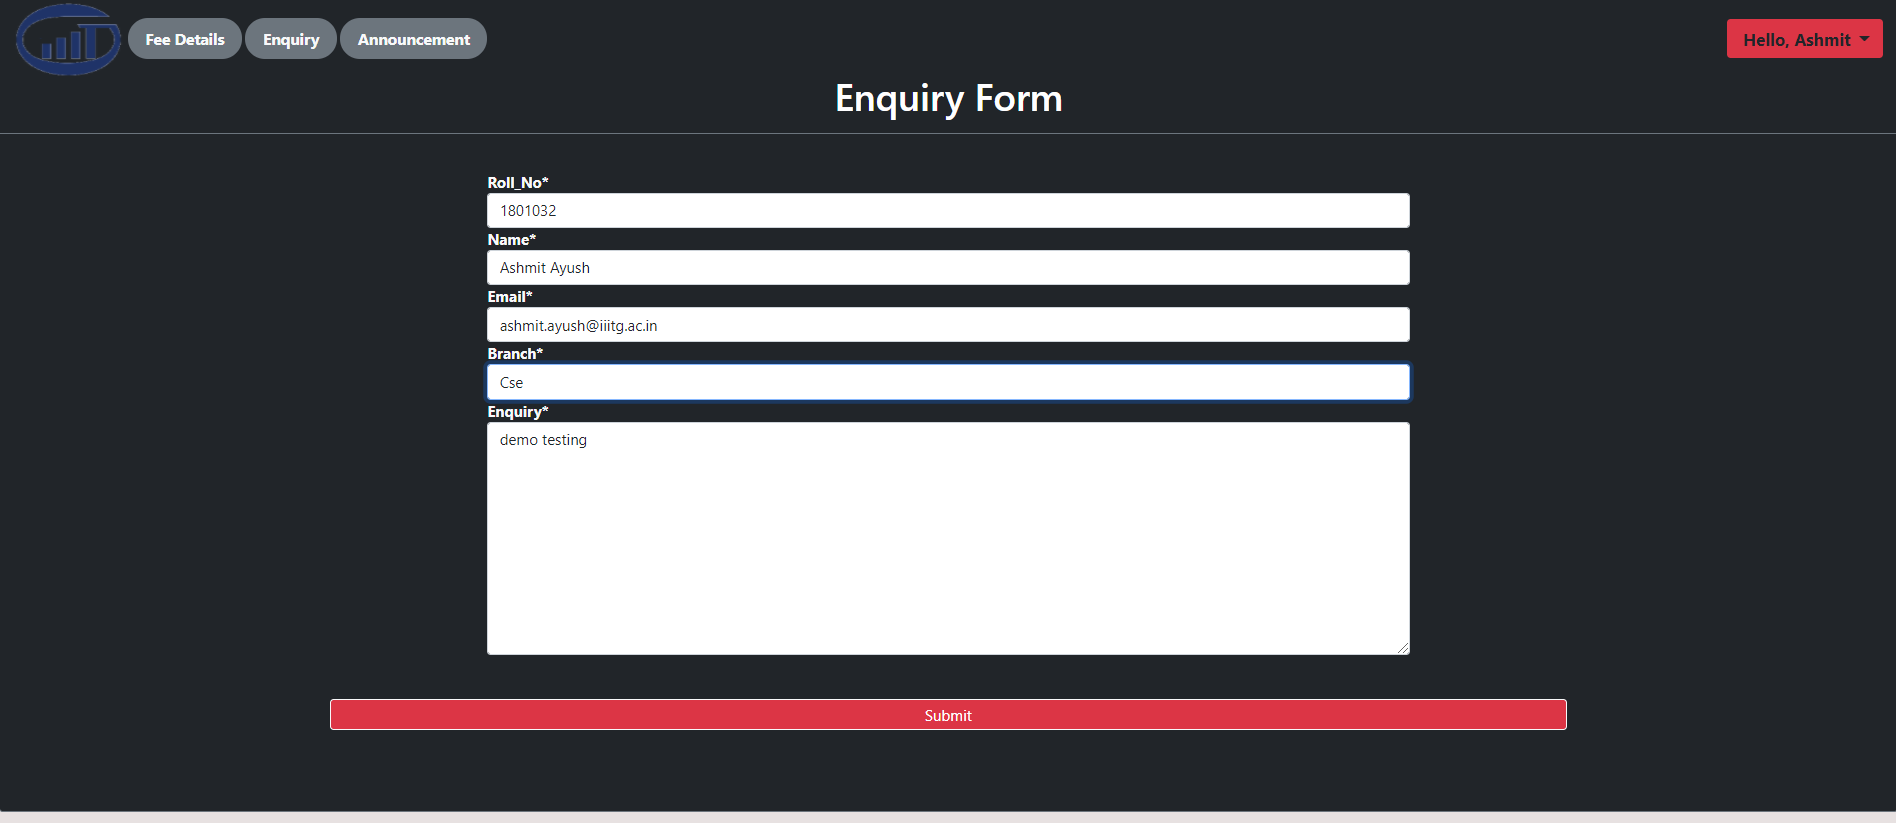 Fee Details Enquiry Announcement Hello, Ashmit
Enquiry Form
Roll_No*
1801032
Name*
Ashmit Ayush
Email*
ashmit.ayush@iiitg.ac.in
Branch*
Cse
Enquiry*
demo testing
Submit